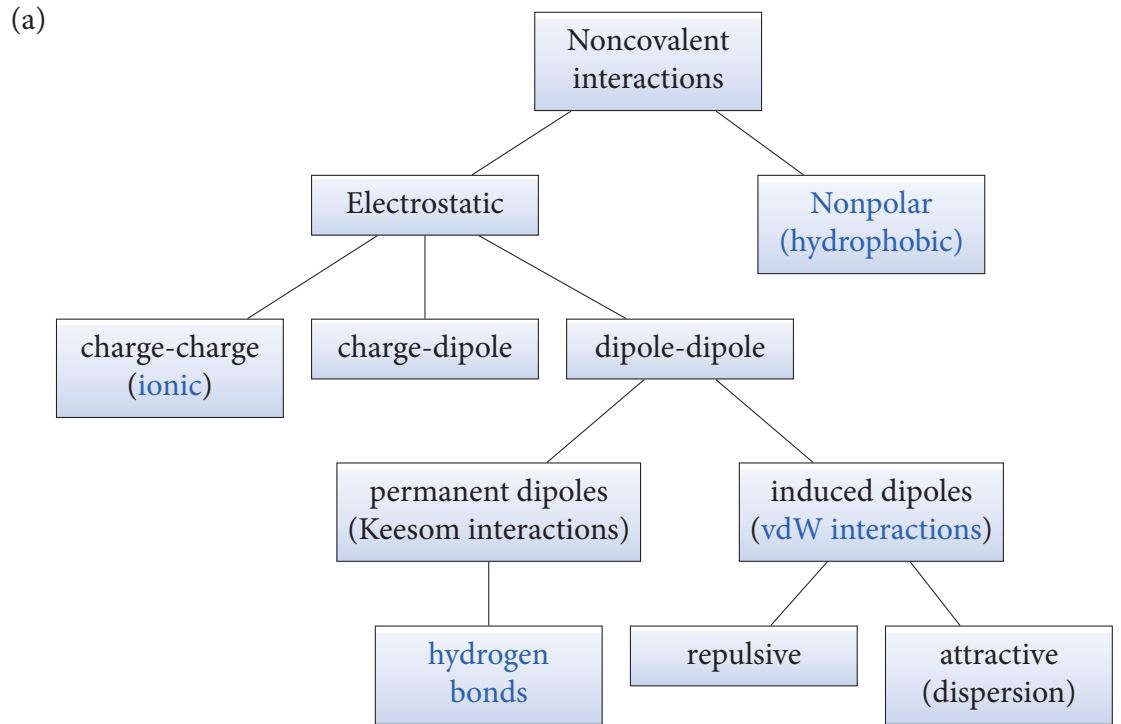 (a)
Noncovalent
interactions
Electrostatic
Nonpolar
(hydrophobic)
charge-charge
(ionic)
charge-dipole
dipole-dipole
permanent dipoles
(Keesom interactions)
induced dipoles
(vdW interactions)
hydrogen
bonds
repulsive
attractive
(dispersion)